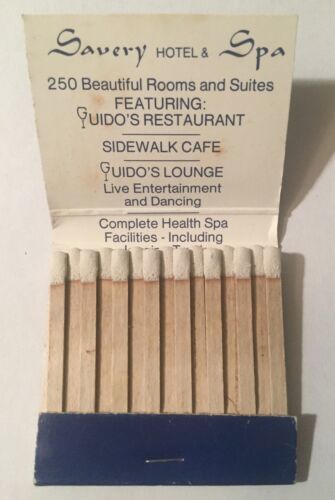 Savery HOTEL & Spa
250 Beautiful Rooms and Suites
FEATURING:
GUIDO'S RESTAURANT
SIDEWALK CAFE
GUIDO'S LOUNGE
Live Entertainment
and Dancing
Complete Health Spa
Facilities - Including